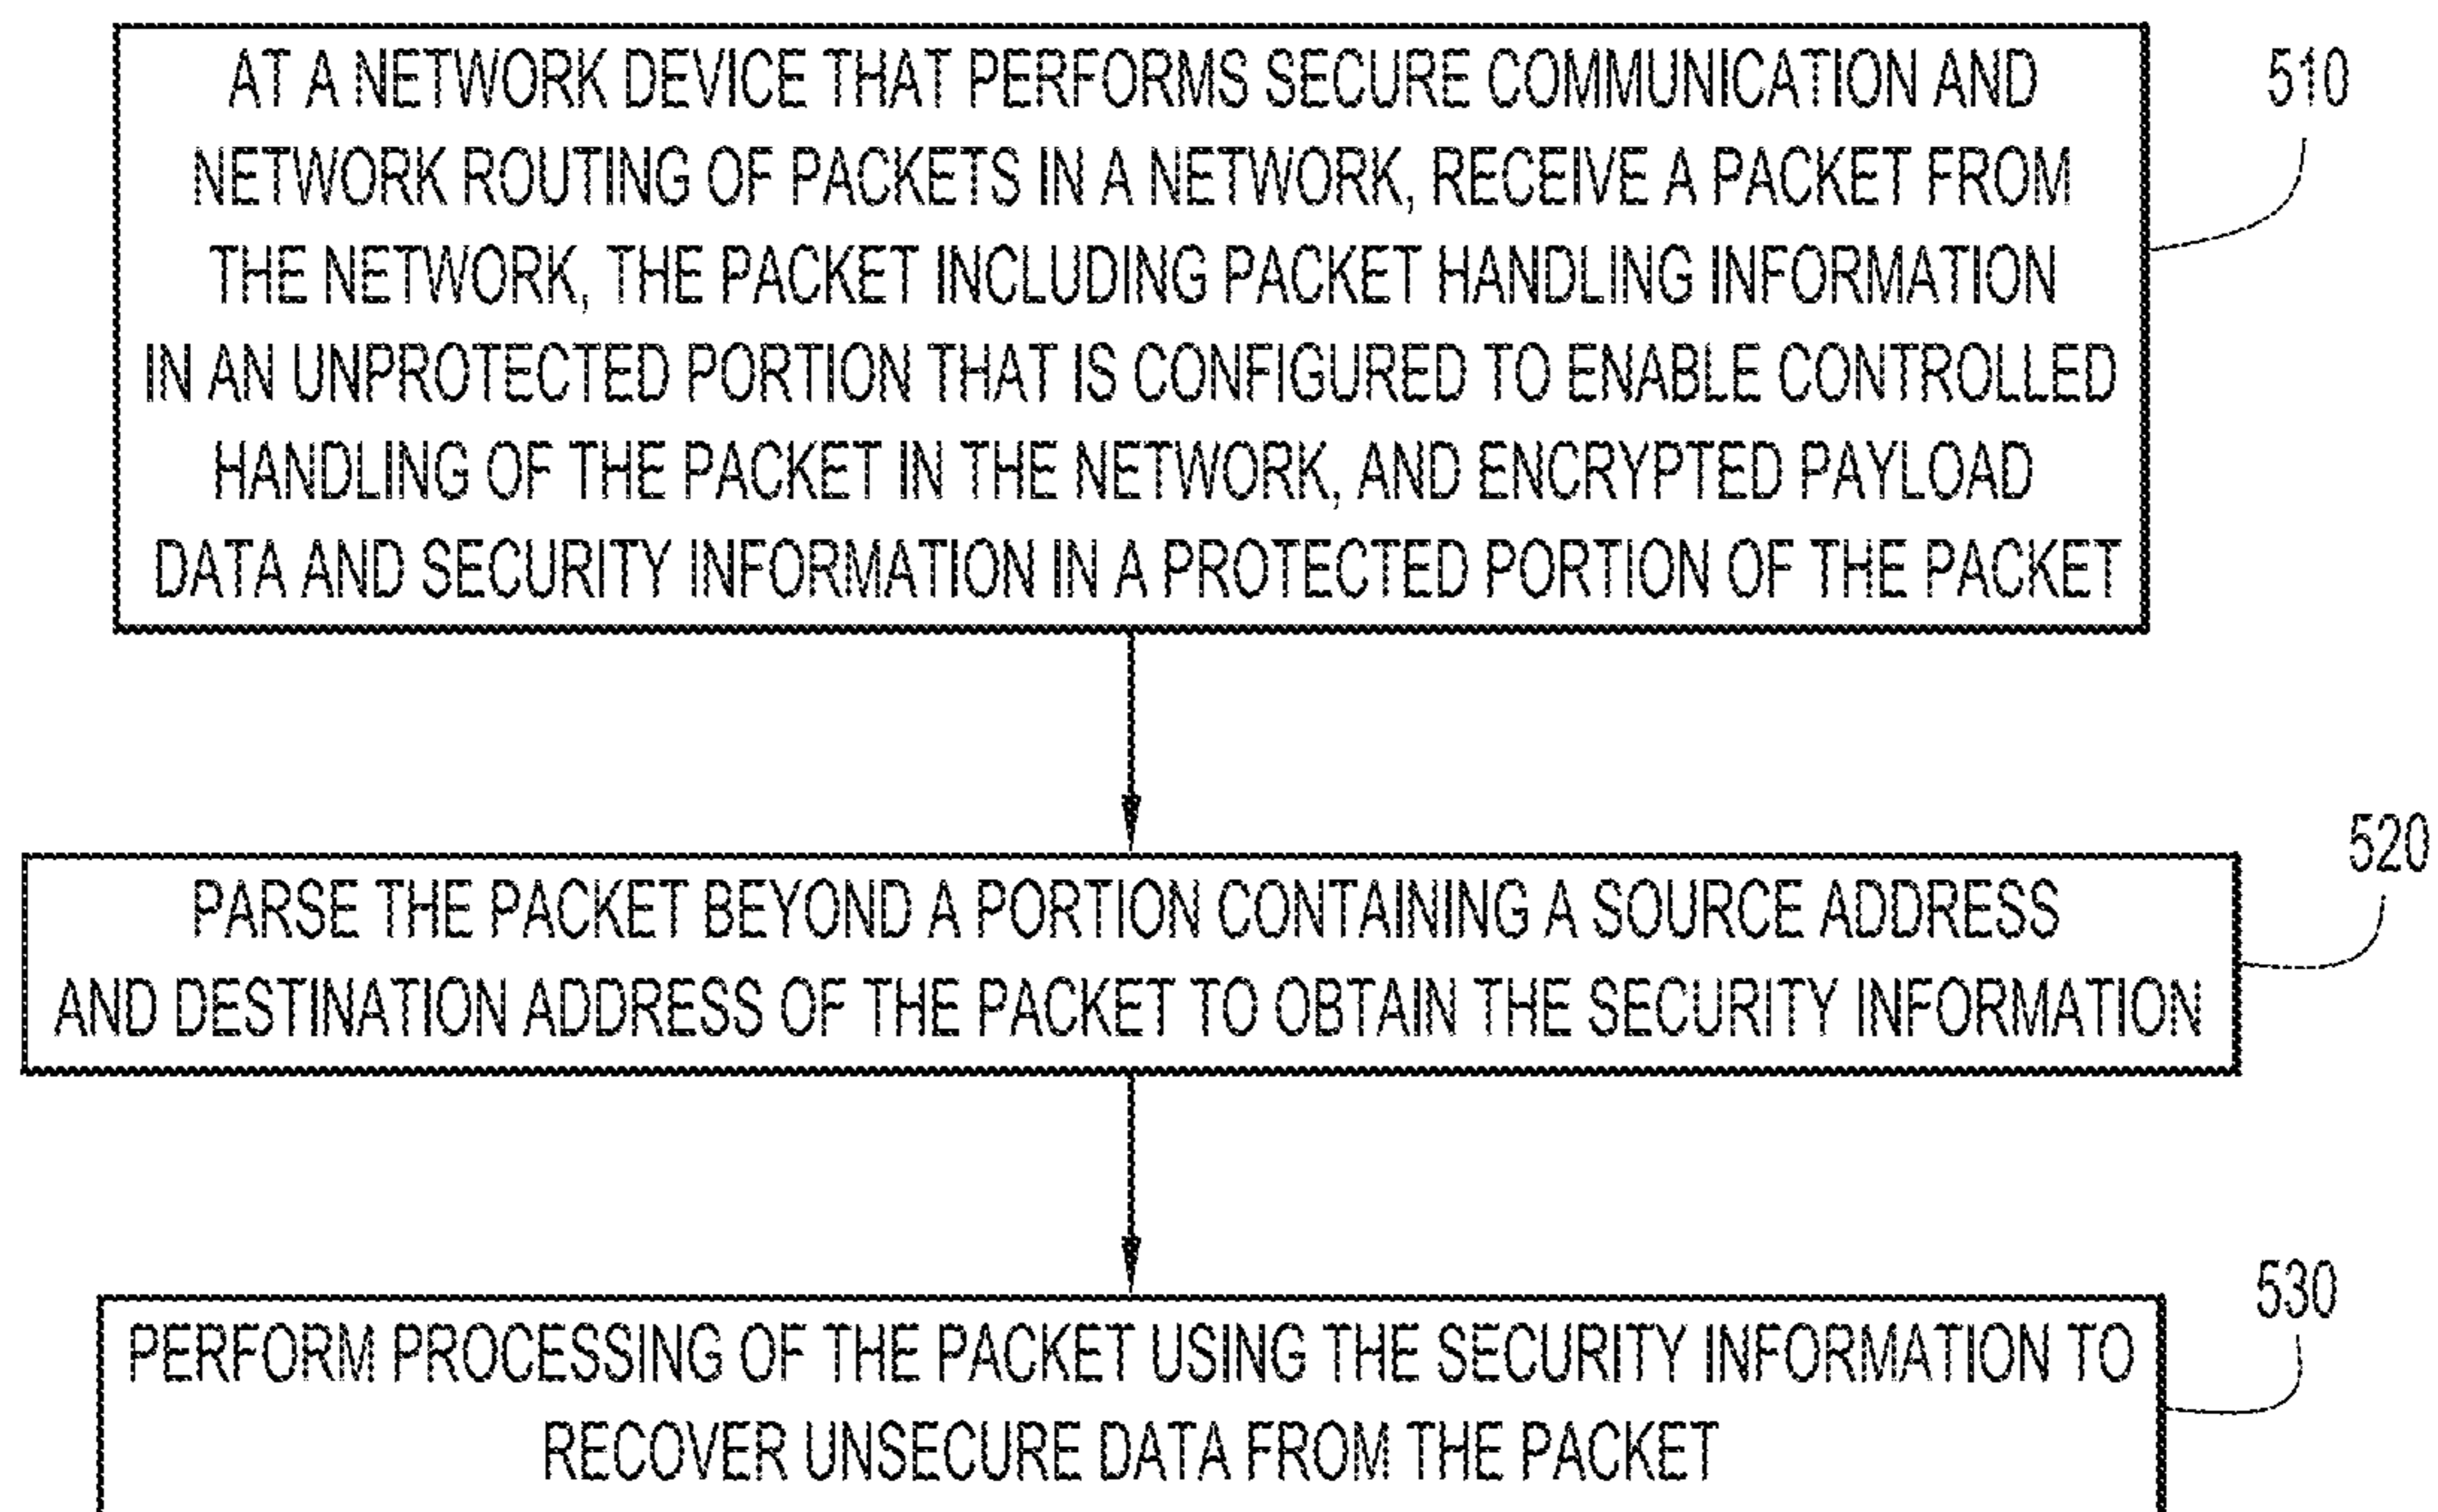 AT A NETWORK DEVICE THAT PERFORMS SECURE COMMUNICATION AND
NETWORK ROUTING OF PACKETS IN A NETWORK, RECEIVE A PACKET FROM
THE NETWORK, THE PACKET INCLUDING PACKET HANDLING INFORMATION
IN AN UNPROTECTED PORTION THAT IS CONFIGURED TO ENABLE CONTROLLED
HANDLING OF THE PACKET IN THE NETWORK, AND ENCRYPTED PAYLOAD
DATA AND SECURITY INFORMATION IN A PROTECTED PORTION OF THE PACKET
510
PARSE THE PACKET BEYOND A PORTION CONTAINING A SOURCE ADDRESS
AND DESTINATION ADDRESS OF THE PACKET TO OBTAIN THE SECURITY INFORMATION
520
PERFORM PROCESSING OF THE PACKET USING THE SECURITY INFORMATION TO
RECOVER UNSECURE DATA FROM THE PACKET
530